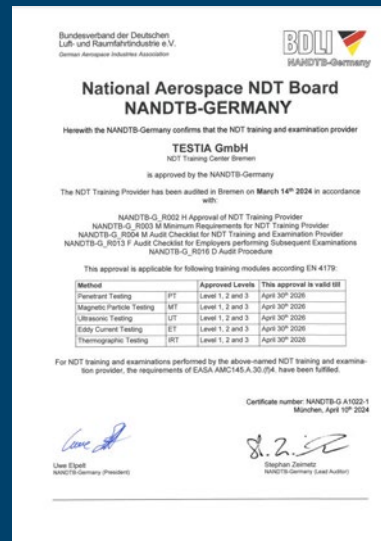 Bundesverband der Deutschen
Luft- und Raumfahrtindustrie e.V.
German Aerospace Industries Association
BDLI
NANDTB-Germany
National Aerospace NDT Board
NANDTB-GERMANY
Herewith the NANDTB-Germany confirms that the NDT training and examination provider
TESTIA GmbH
NDT Training Center Bremen
is approved by the NANDTB-Germany
The NDT Training Provider has been audited in Bremen on March 14th 2024 in accordance
with:
NANDTB-G_R002 H Approval of NDT Training Provider
NANDTB-G_R003 M Minimum Requirements for NDT Training Provider
NANDTB-G_R004 M Audit Checklist for NDT Training and Examination Provider
NANDTB-G_R013 F Audit Checklist for Employers performing Subsequent Examinations
NANDTB-G_R016 D Audit Procedure
This approval is applicable for following training modules according EN 4179:
Method Approved Levels This approval is valid till
Penetrant Testing PT Level 1, 2 and 3 April 30th 2026
Magnetic Particle Testing MT Level 1, 2 and 3 April 30th 2026
Ultrasonic Testing UT Level 1, 2 and 3 April 30th 2026
Eddy Current Testing ET Level 1, 2 and 3 April 30th 2026
Thermographic Testing IRT Level 1, 2 and 3 April 30th 2026
For NDT training and examinations performed by the above-named NDT training and examina-
tion provider, the requirements of EASA AMC145.A.30.(f)4. have been fulfilled.
Certificate number: NANDTB-G A1022-1
München, April 10th 2024
Uwe Elpelt
NANDTB-Germany (President)
Stephan Zeimetz
NANDTB-Germany (Lead Auditor)